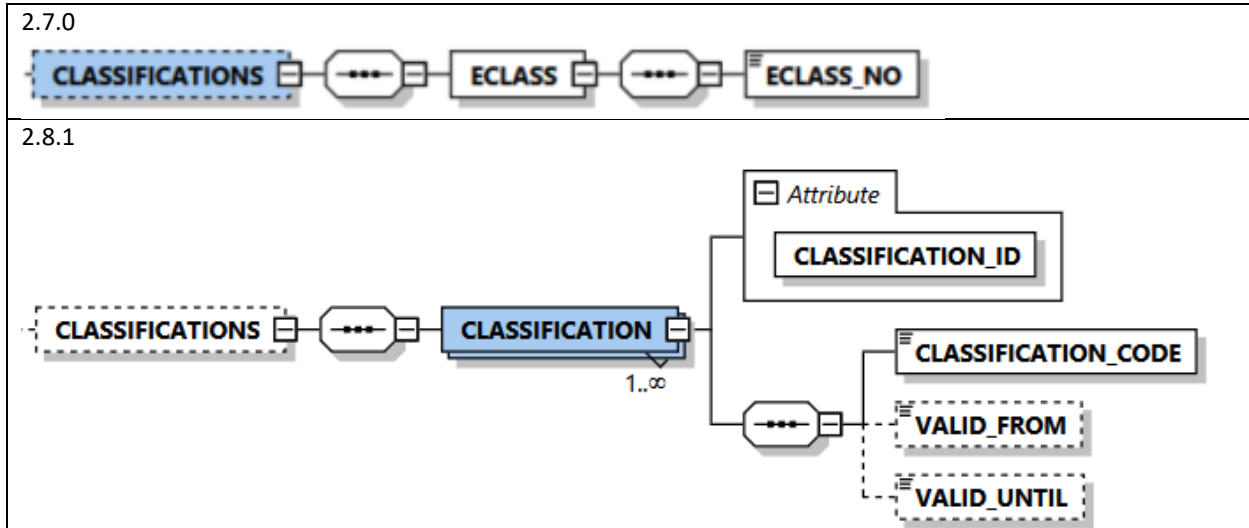 2.7.0
CLASSIFICATIONS ECLASS ECLASS_NO
2.8.1
Attribute
CLASSIFICATION_ID
CLASSIFICATIONS CLASSIFICATION
1..∞
CLASSIFICATION_CODE
VALID_FROM
VALID_UNTIL